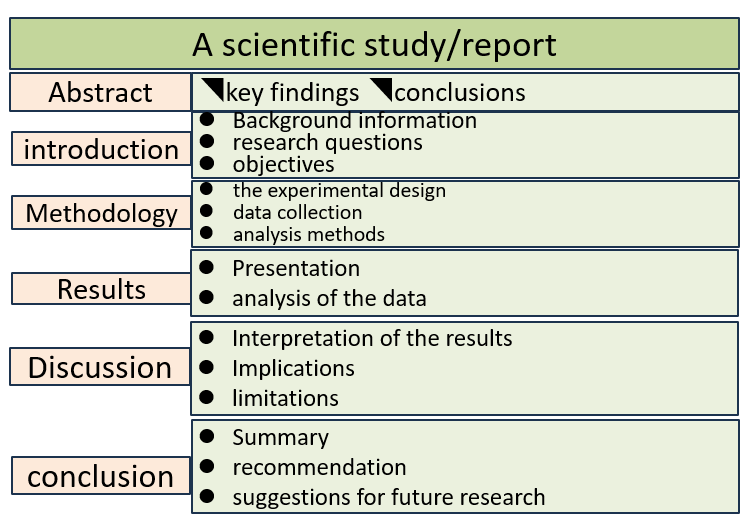 A scientific study/report
Abstract
key findings conclusions
introduction
Background information
research questions
objectives
Methodology
the experimental design
data collection
analysis methods
Results
Presentation
analysis of the data
Discussion
Interpretation of the results
Implications
limitations
conclusion
Summary
recommendation
suggestions for future research